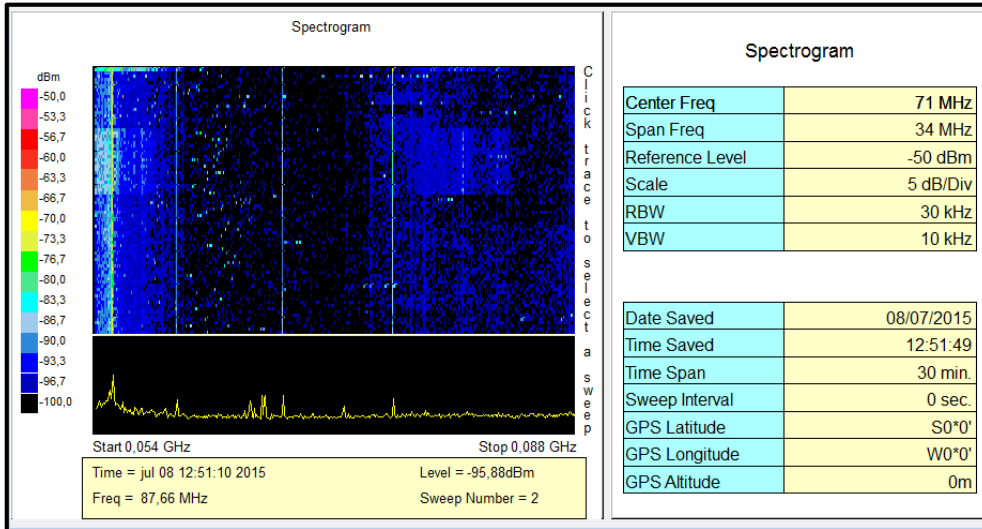 Spectrogram
dBm
-50,0
-53,3
-56,7
-60,0
-63,3
-66,7
-70,0
-73,3
-76,7
-80,0
-83,3
-86,7
-90,0
-93,3
-96,7
-100,0
Click trace to select a sweep
Start 0,054 GHz Stop 0,088 GHz
Time = jul 08 12:51:10 2015 Level = -95,88dBm
Freq = 87,66 MHz Sweep Number = 2
Spectrogram
Center Freq 71 MHz
Span Freq 34 MHz
Reference Level -50 dBm
Scale 5 dB/Div
RBW 30 kHz
VBW 10 kHz
Date Saved 08/07/2015
Time Saved 12:51:49
Time Span 30 min.
Sweep Interval 0 sec.
GPS Latitude S0*0'
GPS Longitude W0*0'
GPS Altitude 0m